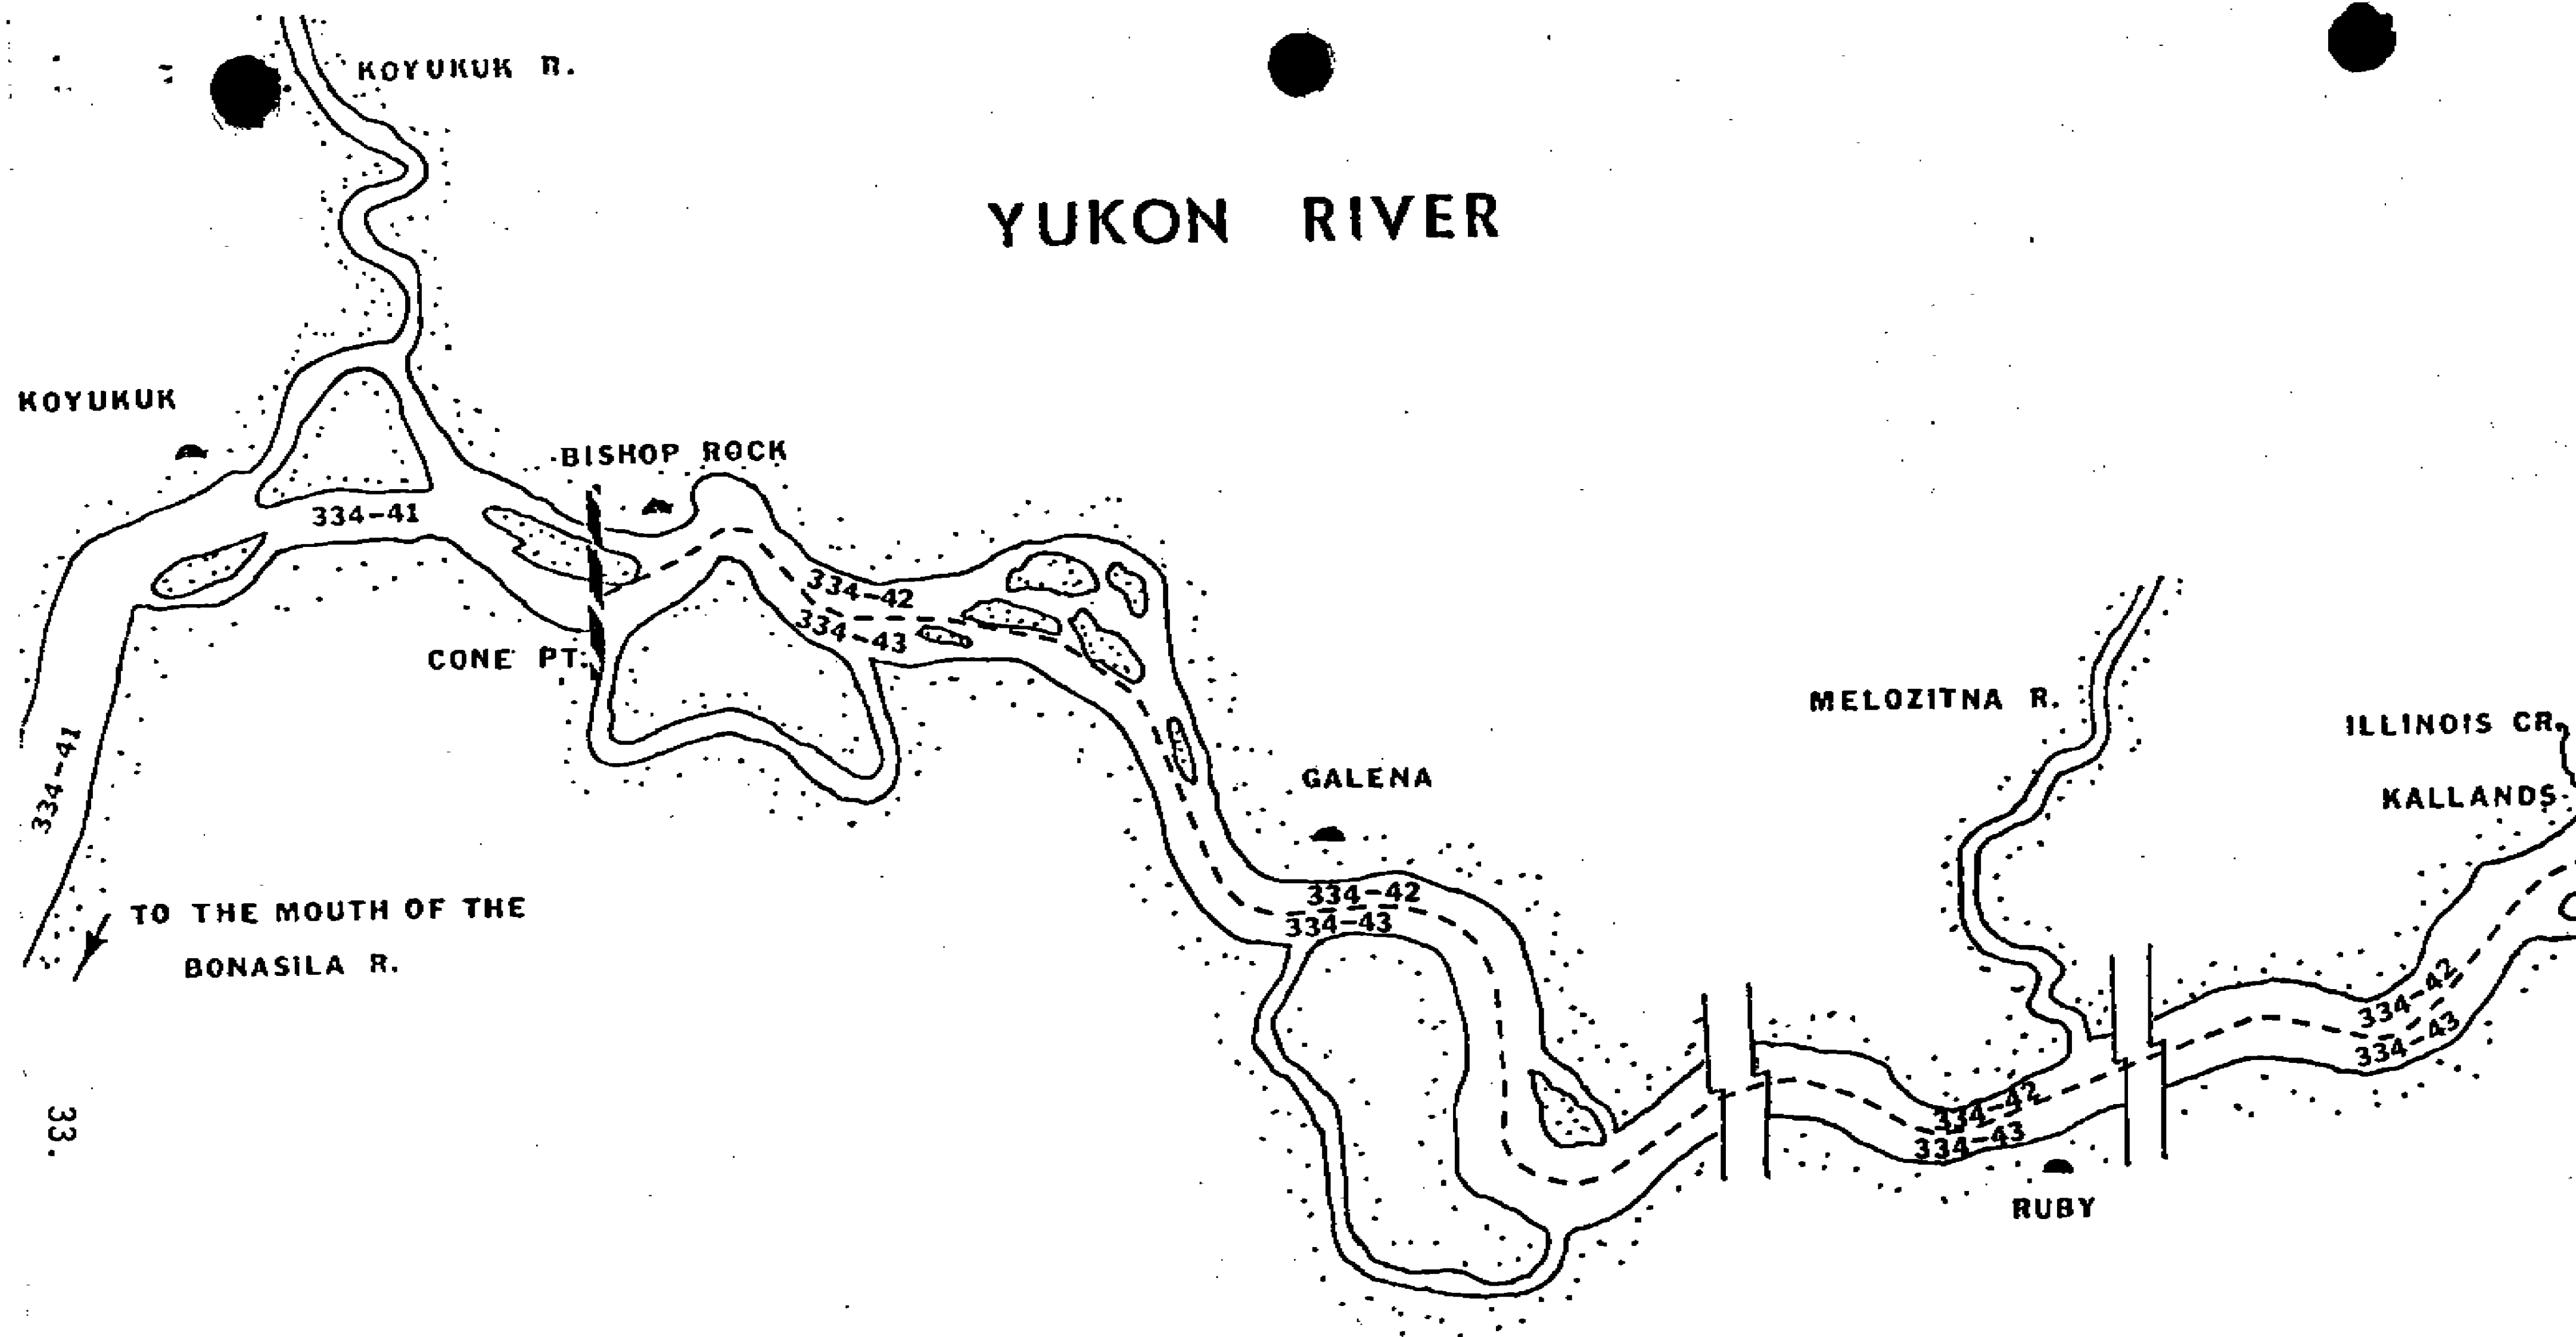 KOYUKUK R.
YUKON RIVER
KOYUKUK
BISHOP ROCK
334-41
334-42
334-43
CONE PT.
MELOZITNA R.
ILLINOIS CR.
KALLANDS
GALENA
334-41
334-42
334-43
TO THE MOUTH OF THE
BONASILA R.
334-42
334-43
334-42
334-43
RUBY
33.